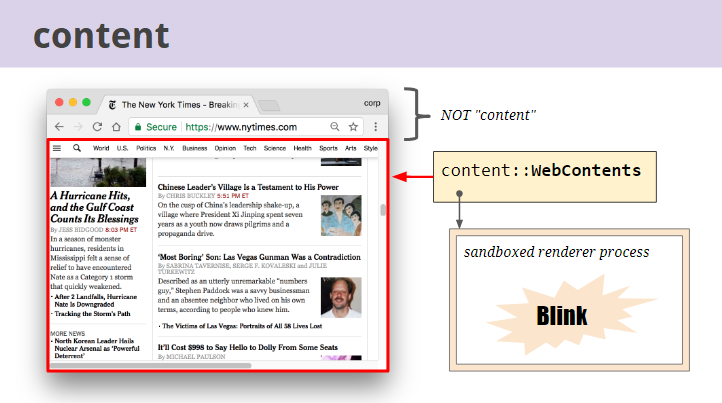 content
The New York Times - Breakin
corp
Secure https://www.nytimes.com
NOT "content"
World U.S. Politics N.Y. Business Opinion Tech Science Health Sports Arts Style
content::WebContents
A Hurricane Hits,
and the Gulf Coast
Counts Its Blessings
By JESS BIDGOOD 8:03 PM ET
In a season of monster
hurricanes, residents in
Mississippi felt a sense of
relief to have encountered
Nate as a Category 1 storm
that quickly weakened.
• After 2 Landfalls, Hurricane
Nate Is Downgraded
• Tracking the Storm's Path
MORE NEWS
• North Korean Leader Hails
Nuclear Arsenal as 'Powerful
Deterrent'
Chinese Leader's Village Is a Testament to His Power
By CHRIS BUCKLEY 5:51 PM ET
On the cusp of China's leadership shake-up, a
village where President Xi Jinping spent seven
years as a youth now draws pilgrims and a
propaganda drive.
'Most Boring' Son: Las Vegas Gunman Was a Contradiction
By SABRINA TAVERNISE, SERGE F. KOVALESKI and JULIE
TURKEWITZ
Described as an utterly unremarkable "numbers
guy," Stephen Paddock was a savvy businessman
and an absentee neighbor who lived on his own
terms, according to people who knew him.
• The Victims of Las Vegas: Portraits of All 58 Lives Lost
It'll Cost $998 to Say Hello to Dolly From Some Seats
By MICHAEL PAULSON
sandboxed renderer process
Blink